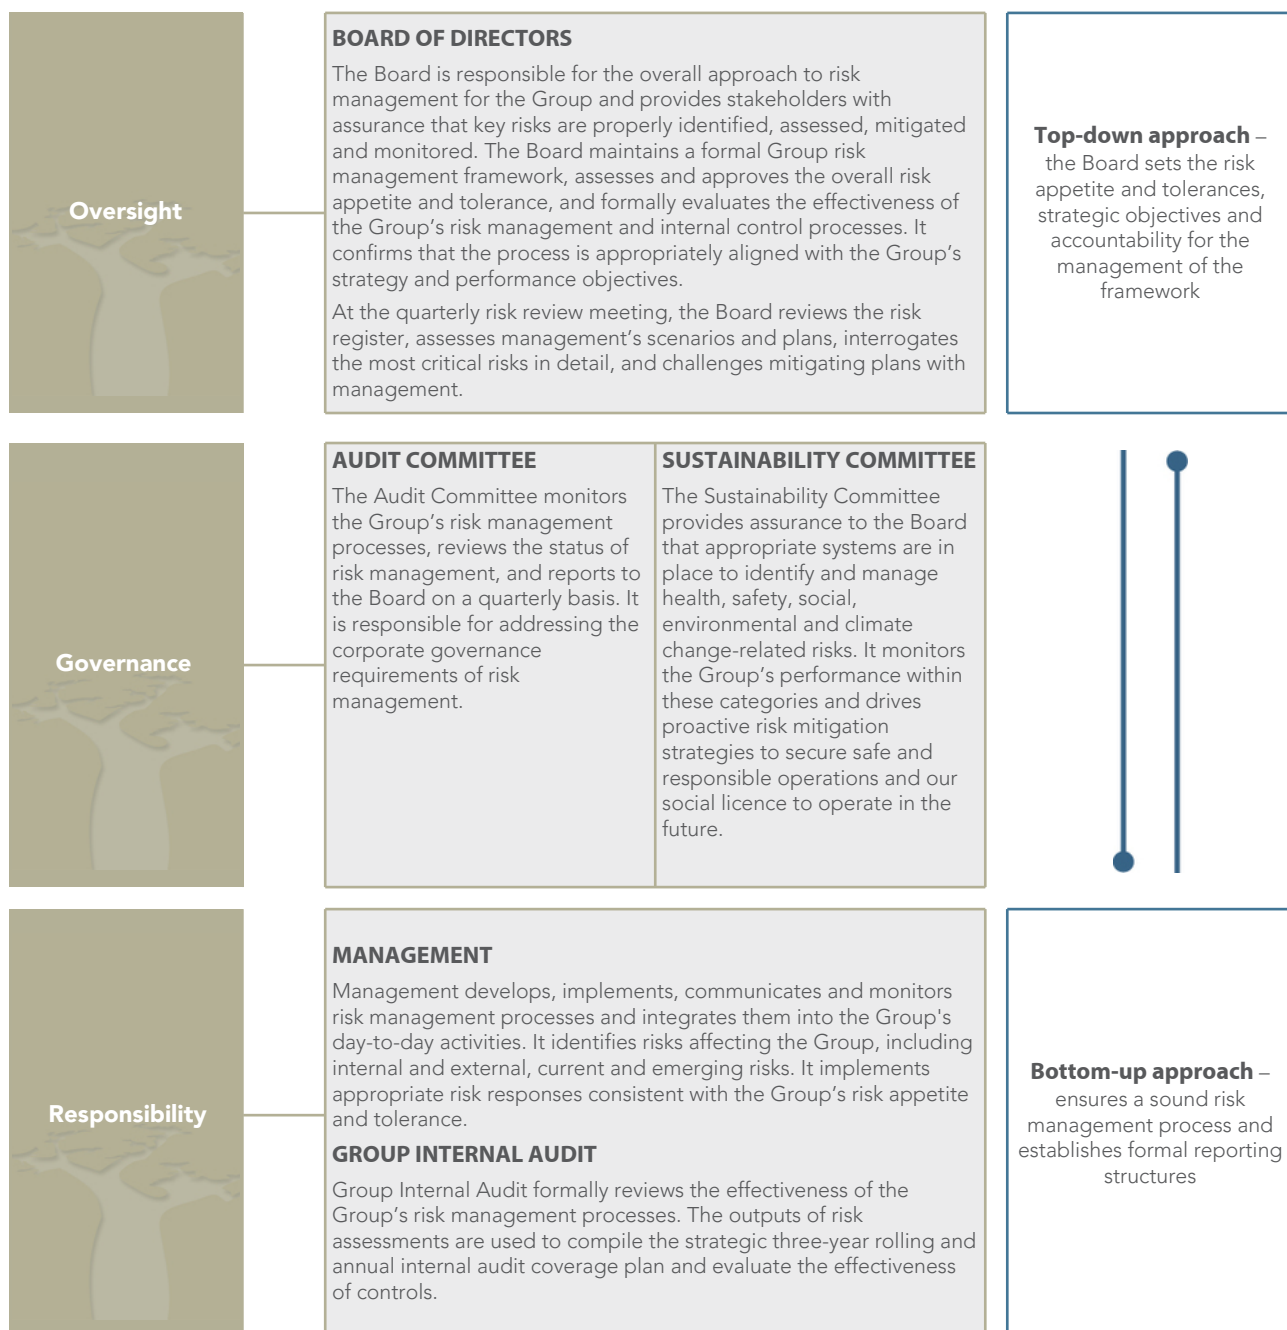 Oversight
BOARD OF DIRECTORS
The Board is responsible for the overall approach to risk
management for the Group and provides stakeholders with
assurance that key risks are properly identified, assessed, mitigated
and monitored. The Board maintains a formal Group risk
management framework, assesses and approves the overall risk
appetite and tolerance, and formally evaluates the effectiveness of
the Group’s risk management and internal control processes. It
confirms that the process is appropriately aligned with the Group’s
strategy and performance objectives.
At the quarterly risk review meeting, the Board reviews the risk
register, assesses management’s scenarios and plans, interrogates
the most critical risks in detail, and challenges mitigating plans with
management.
Top-down approach –
the Board sets the risk
appetite and tolerances,
strategic objectives and
accountability for the
management of the
framework
Governance
AUDIT COMMITTEE
The Audit Committee monitors
the Group’s risk management
processes, reviews the status of
risk management, and reports to
the Board on a quarterly basis. It
is responsible for addressing the
corporate governance
requirements of risk
management.
SUSTAINABILITY COMMITTEE
The Sustainability Committee
provides assurance to the Board
that appropriate systems are in
place to identify and manage
health, safety, social,
environmental and climate
change-related risks. It monitors
the Group’s performance within
these categories and drives
proactive risk mitigation
strategies to secure safe and
responsible operations and our
social licence to operate in the
future.
Responsibility
MANAGEMENT
Management develops, implements, communicates and monitors
risk management processes and integrates them into the Group's
day-to-day activities. It identifies risks affecting the Group, including
internal and external, current and emerging risks. It implements
appropriate risk responses consistent with the Group’s risk appetite
and tolerance.
GROUP INTERNAL AUDIT
Group Internal Audit formally reviews the effectiveness of the
Group’s risk management processes. The outputs of risk
assessments are used to compile the strategic three-year rolling and
annual internal audit coverage plan and evaluate the effectiveness
of controls.
Bottom-up approach –
ensures a sound risk
management process and
establishes formal reporting
structures